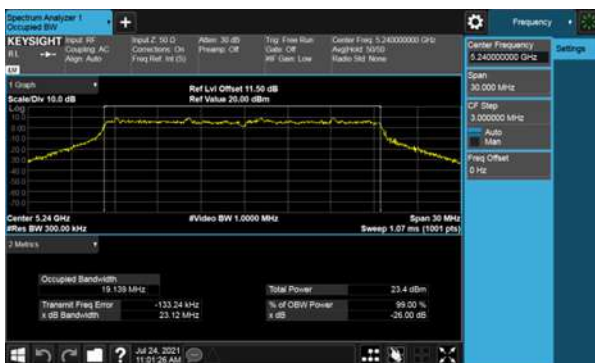 Spectrum Analyzer 1
Occupied BW
+
Frequency
KEYSIGHT
Input: RF
Coupling: AC
Align: Auto
Input Z: 50 Ω
Corrections: On
Freq Ref: Int (S)
Atten: 30 dB
Preamp: Off
Trig: Free Run
Gate: Off
#IF Gain: Low
Center Freq: 5.240000000 GHz
Avg|Hold: 50/50
Radio Std: None
Center Frequency
5.240000000 GHz
Settings
Span
30.000 MHz
CF Step
3.000000 MHz
Auto
Man
Freq Offset
0 Hz
1 Graph
Scale/Div 10.0 dB
Ref Lvl Offset 11.50 dB
Ref Value 20.00 dBm
Log
10.0
0.00
Center 5.24 GHz
#Res BW 300.00 kHz
#Video BW 1.0000 MHz
Span 30 MHz
Sweep 1.07 ms (1001 pts)
2 Metrics
Occupied Bandwidth
19.139 MHz
Total Power
23.4 dBm
Transmit Freq Error
-133.24 kHz
% of OBW Power
99.00 %
x dB Bandwidth
23.12 MHz
x dB
-26.00 dB
?
Jul 24, 2021
11:01:26 AM